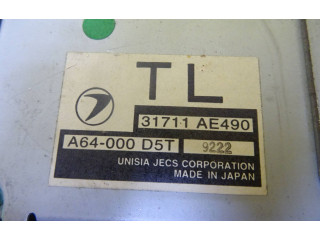 TL
31711 AE490
A64-000 D5T 9222
UNISIA JECS CORPORATION
MADE IN JAPAN